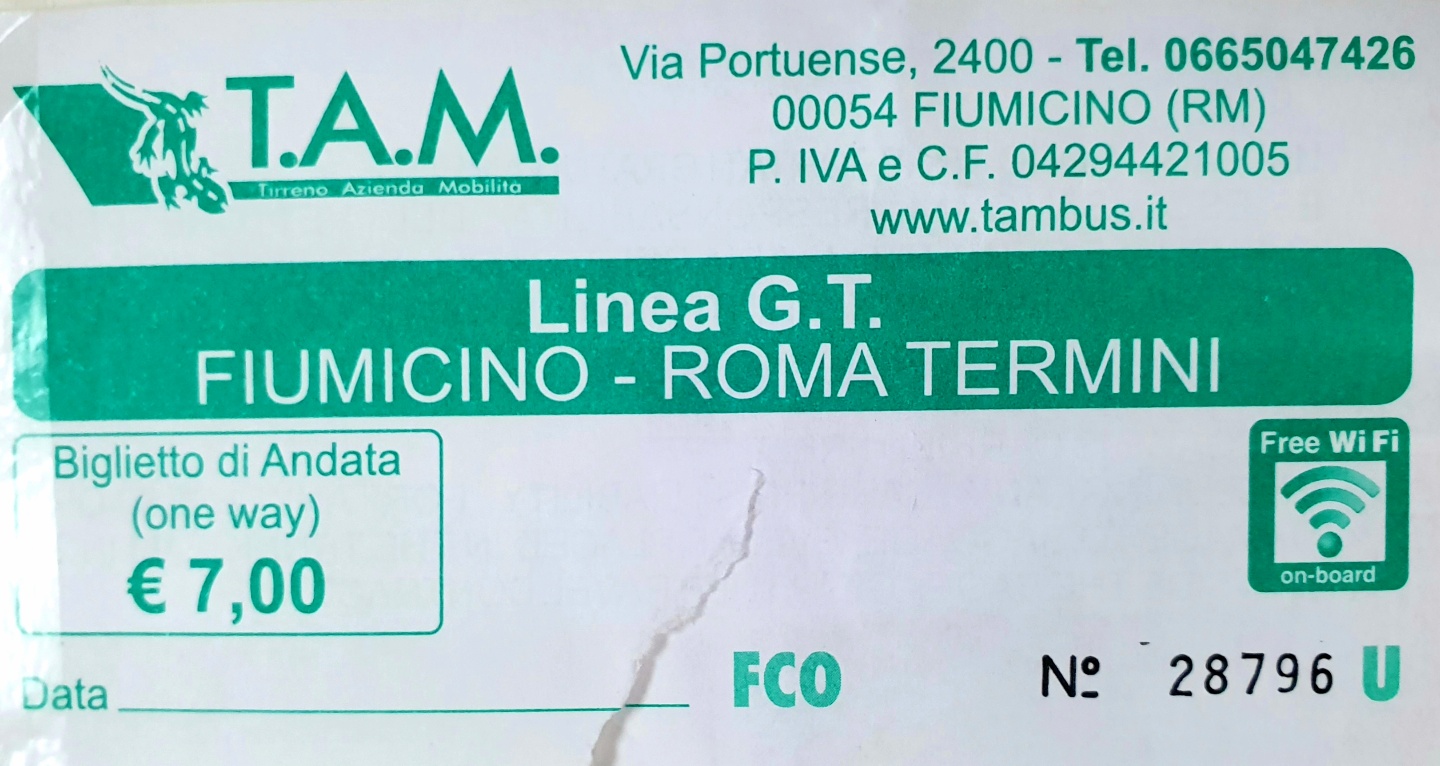 T.A.M.
Tirreno Azienda Mobilità
Via Portuense, 2400 - Tel. 0665047426
00054 FIUMICINO (RM)
P. IVA e C.F. 04294421005
www.tambus.it
Linea G.T.
FIUMICINO - ROMA TERMINI
Biglietto di Andata
(one way)
€ 7,00
Free WiFi
on-board
Data
FCO
Nº 28796 U